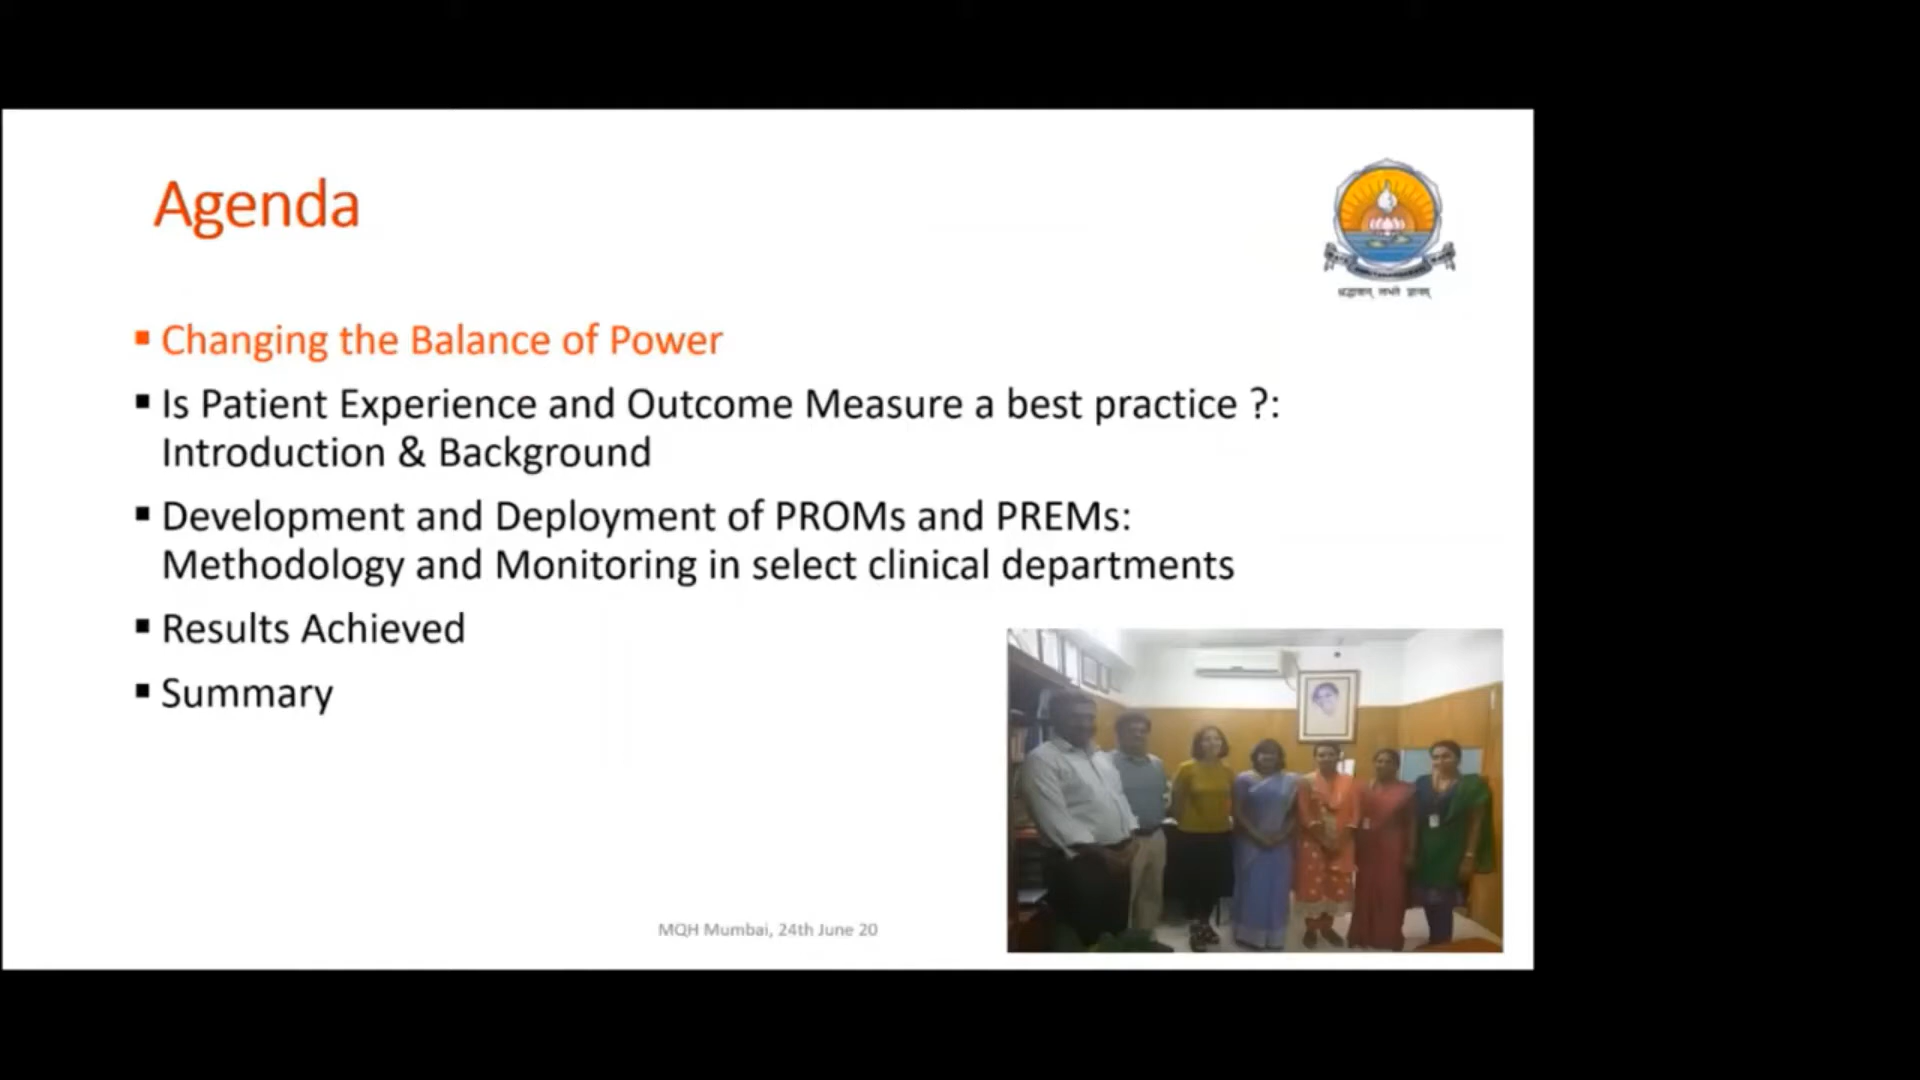 Agenda
▪ Changing the Balance of Power
▪ Is Patient Experience and Outcome Measure a best practice ?:
Introduction & Background
▪ Development and Deployment of PROMs and PREMs:
Methodology and Monitoring in select clinical departments
▪ Results Achieved
▪ Summary
MQH Mumbai, 24th June 20